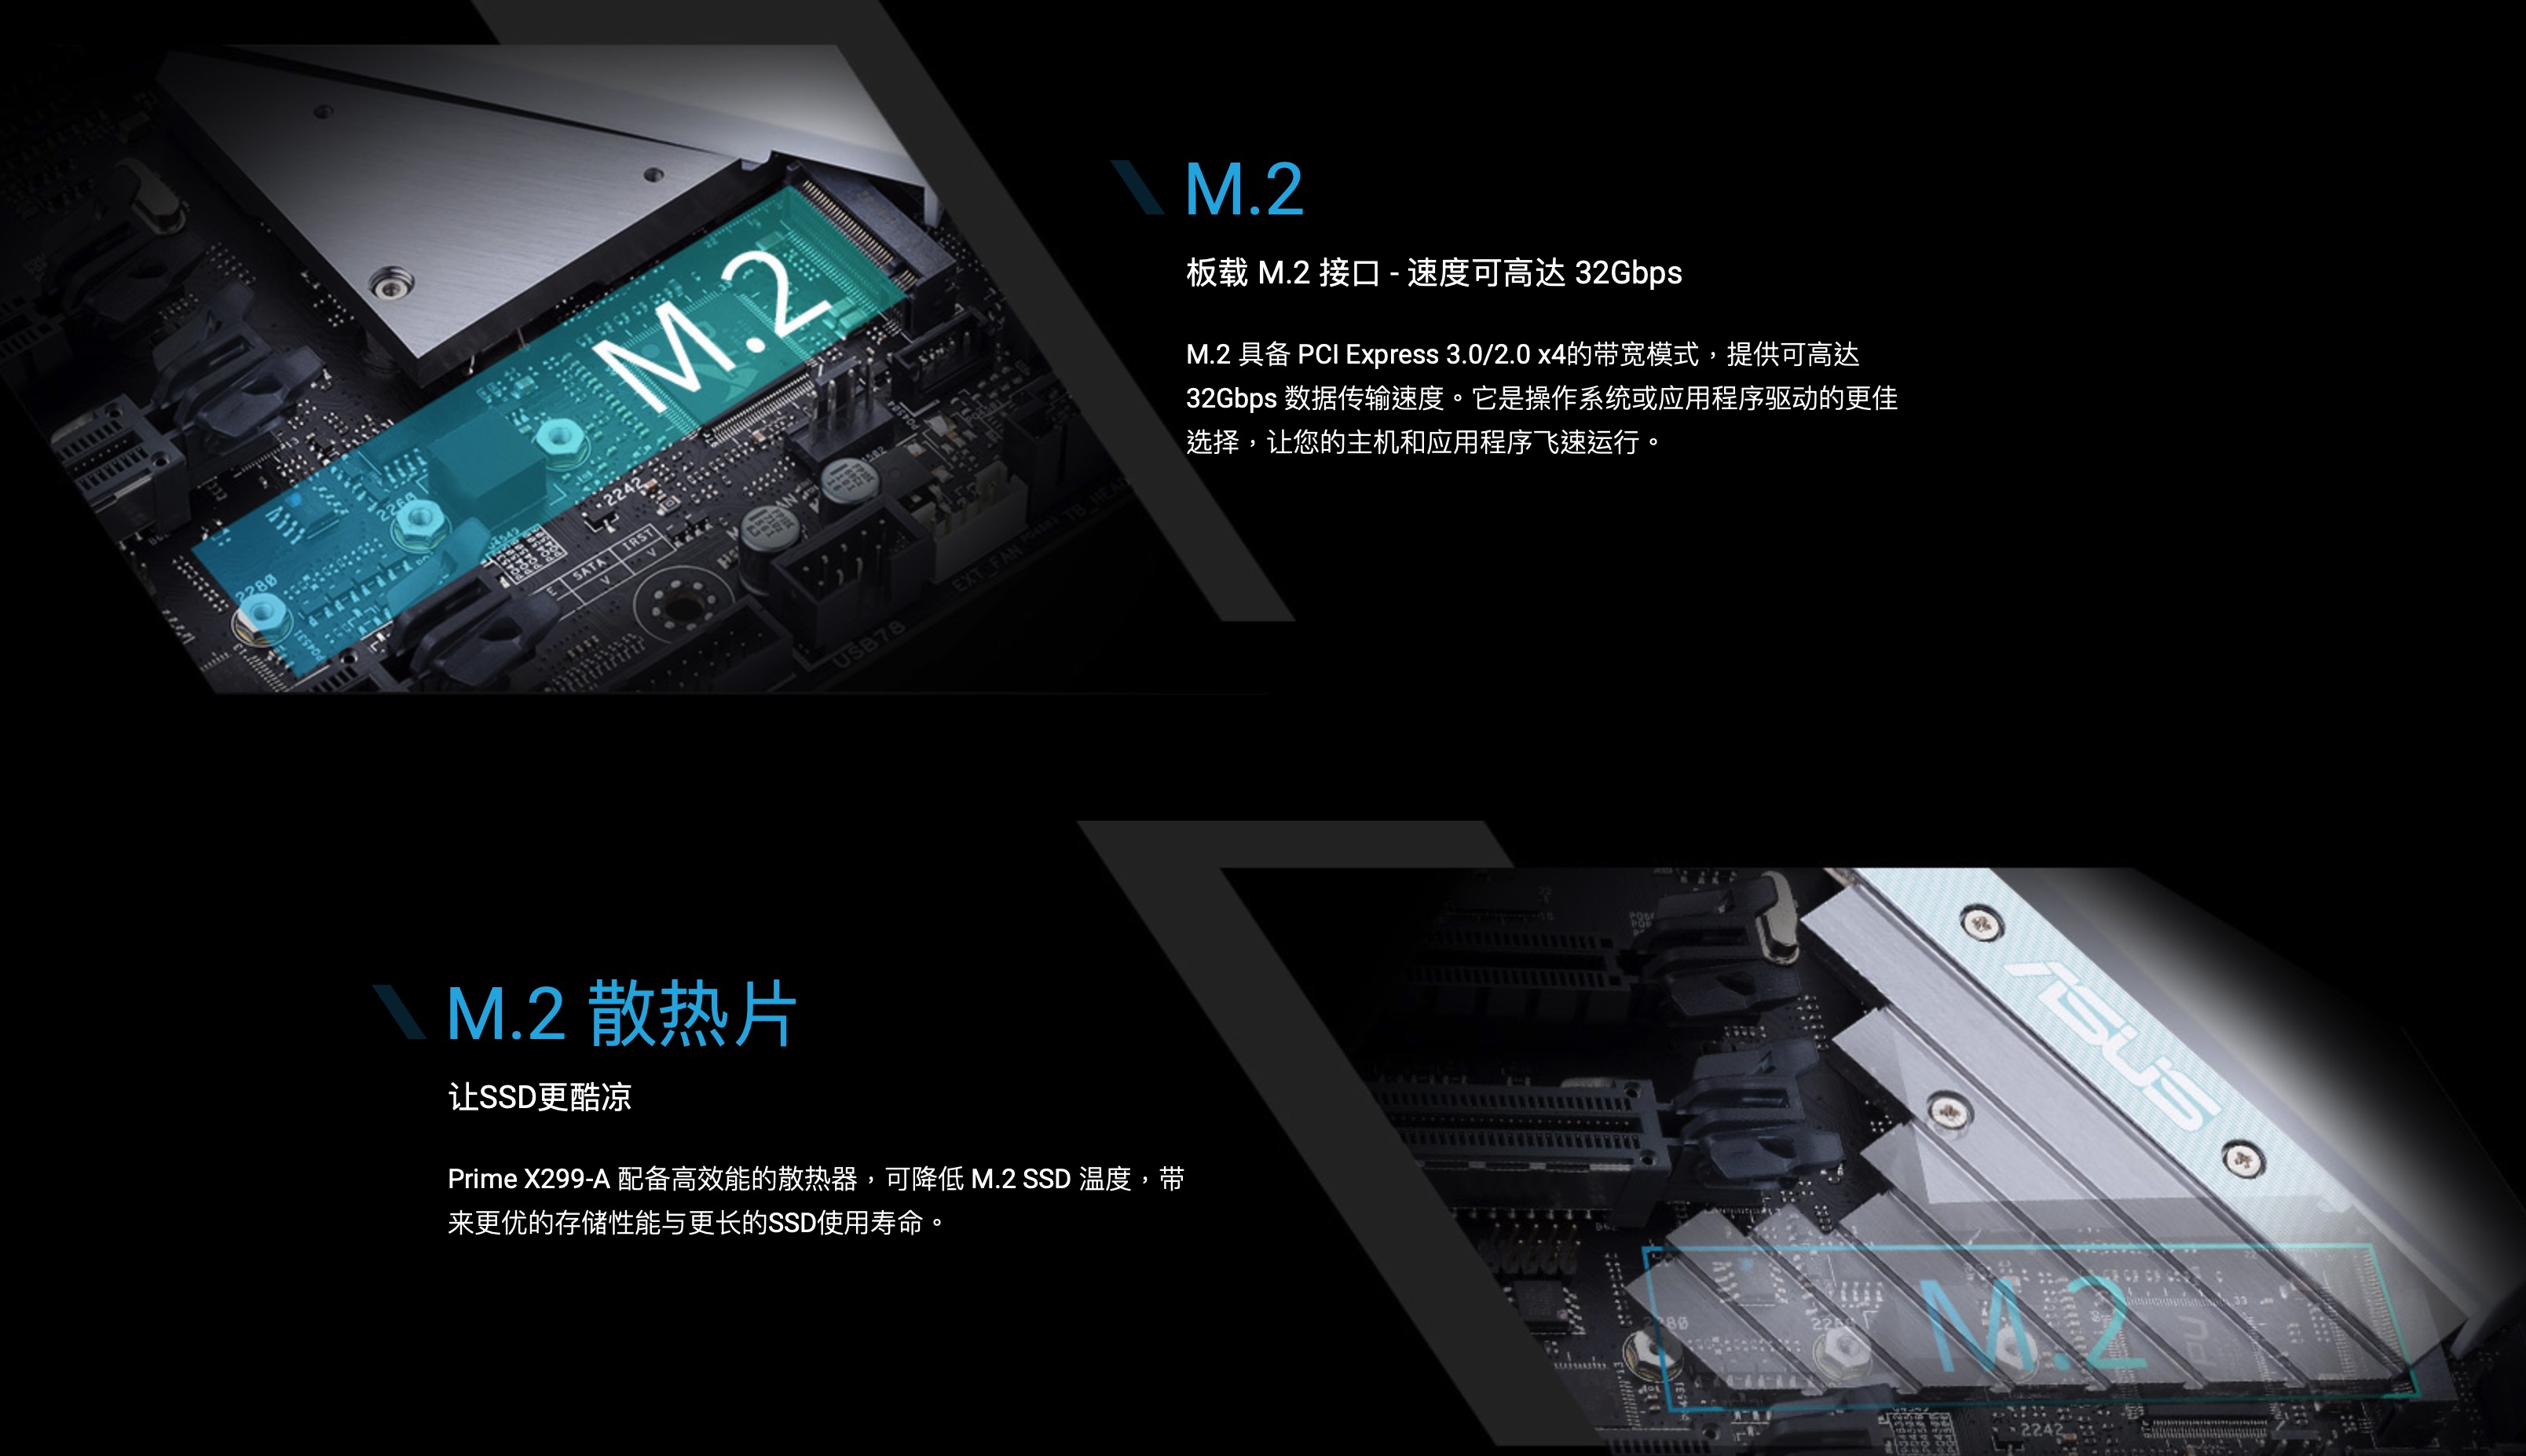 M.2
板载 M.2 接口 - 速度可高达 32Gbps
M.2 具备 PCI Express 3.0/2.0 x4的带宽模式，提供可高达
32Gbps 数据传输速度。它是操作系统或应用程序驱动的更佳
选择，让您的主机和应用程序飞速运行。
M.2
2260
2280
2242
SATA
IRST
V
V
USB78
EXT_FAN
M.2 散热片
让SSD更酷凉
Prime X299-A 配备高效能的散热器，可降低 M.2 SSD 温度，带
来更优的存储性能与更长的SSD使用寿命。
ASUS
M.2
2280
2242